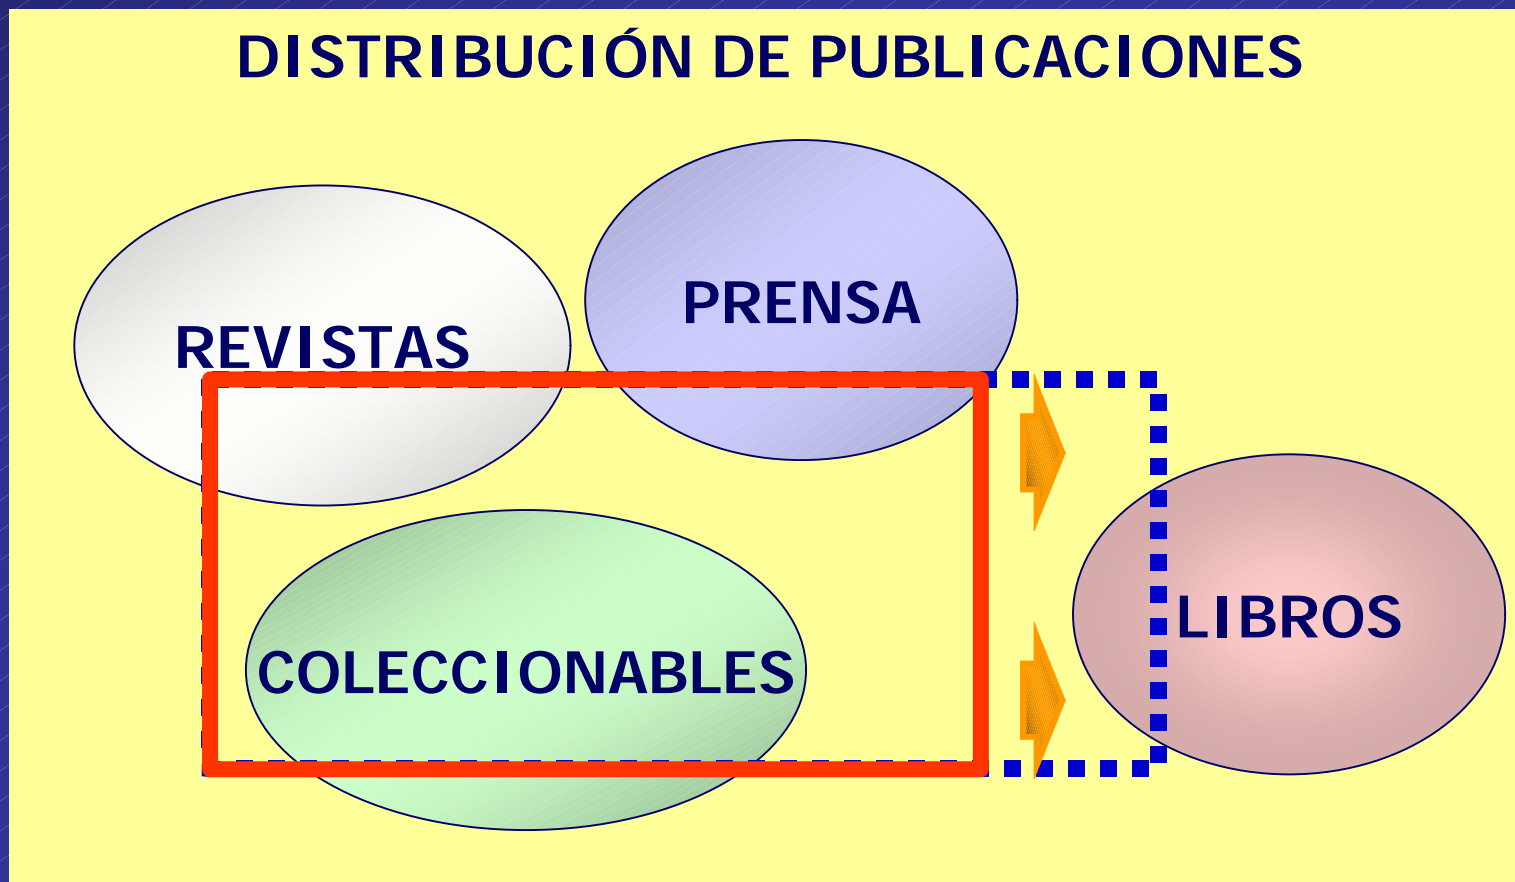 DISTRIBUCIÓN DE PUBLICACIONES
PRENSA
REVISTAS
LIBROS
COLECCIONABLES